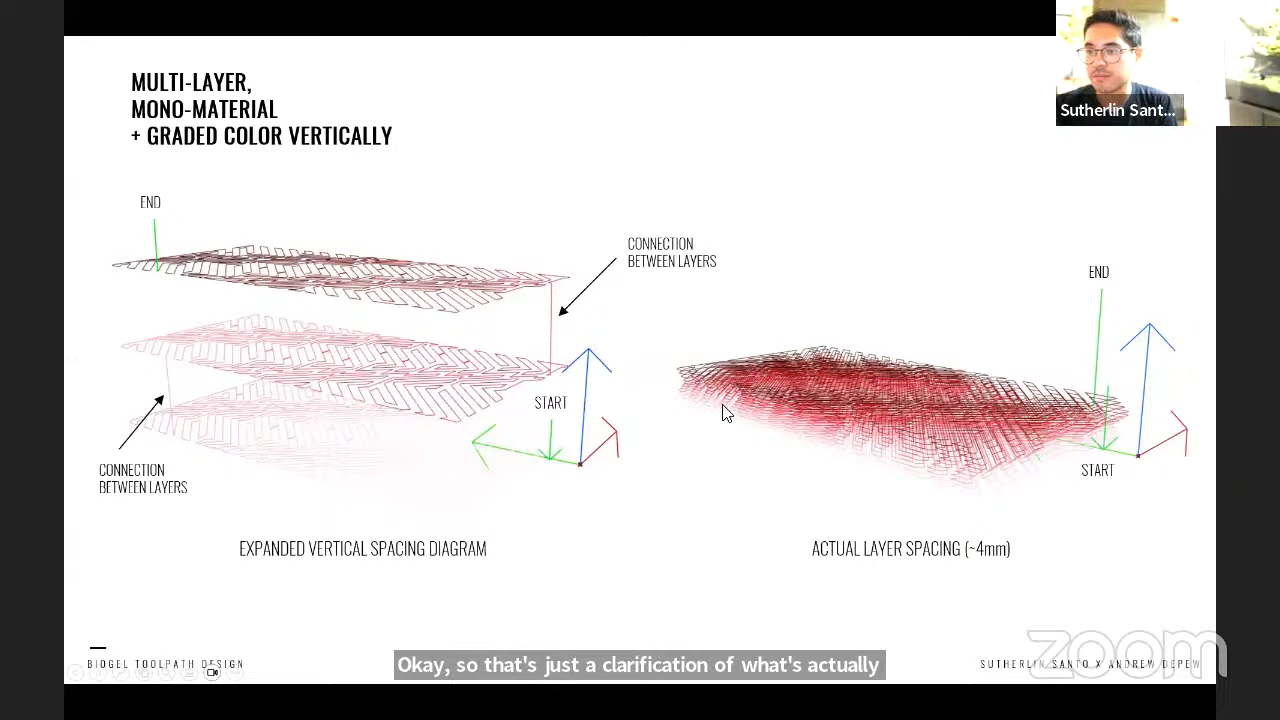 Sutherlin Sant...
MULTI-LAYER,
MONO-MATERIAL
+ GRADED COLOR VERTICALLY
END
CONNECTION
BETWEEN LAYERS
START
CONNECTION
BETWEEN LAYERS
EXPANDED VERTICAL SPACING DIAGRAM
END
START
ACTUAL LAYER SPACING (~4mm)
BIOGEL TOOLPATH DESIGN
Okay, so that's just a clarification of what's actually
SUTHERLIN SANTO X ANDREW DEPEW
zoom